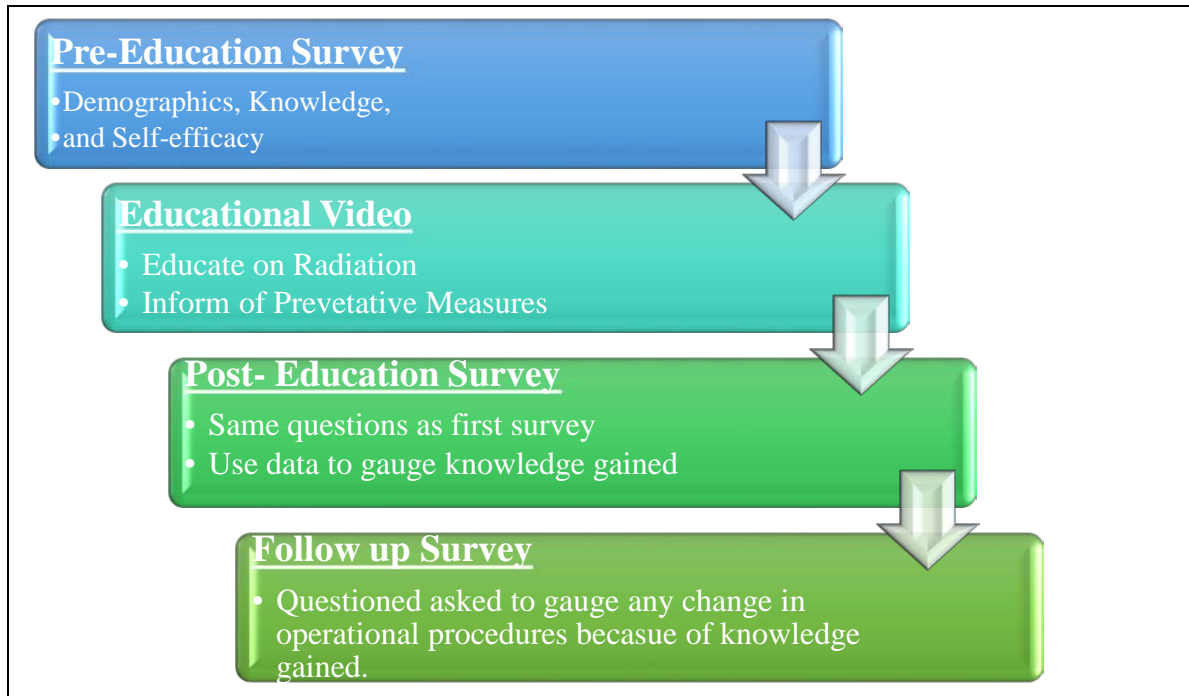 Pre-Education Survey
•Demographics, Knowledge,
•and Self-efficacy
Educational Video
• Educate on Radiation
• Inform of Prevetative Measures
Post- Education Survey
• Same questions as first survey
• Use data to gauge knowledge gained
Follow up Survey
• Questioned asked to gauge any change in
operational procedures becasue of knowledge
gained.